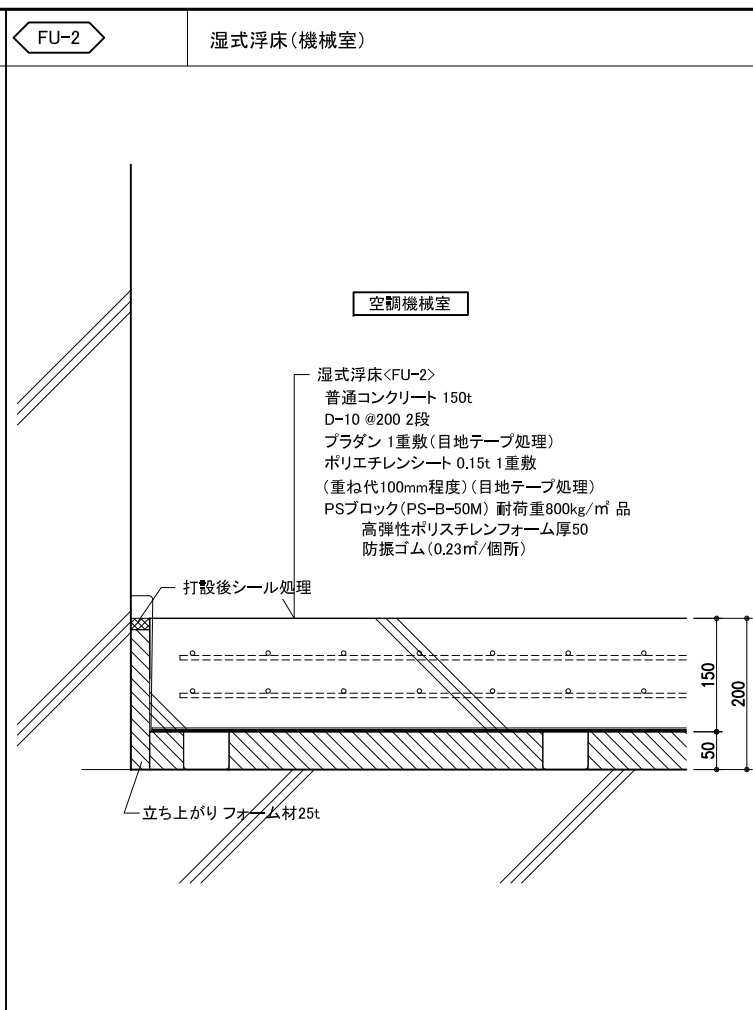 FU-2
湿式浮床(機械室)
空調機械室
湿式浮床<FU-2>
普通コンクリート 150t
D-10 @200 2段
プラダン 1重敷(目地テープ処理)
ポリエチレンシート 0.15t 1重敷
(重ね代100mm程度)(目地テープ処理)
PSブロック(PS-B-50M) 耐荷重800kg/㎡ 品
高弾性ポリスチレンフォーム厚50
防振ゴム(0.23㎡/個所)
打設後シール処理
150
200
50
立ち上がり フォーム材25t